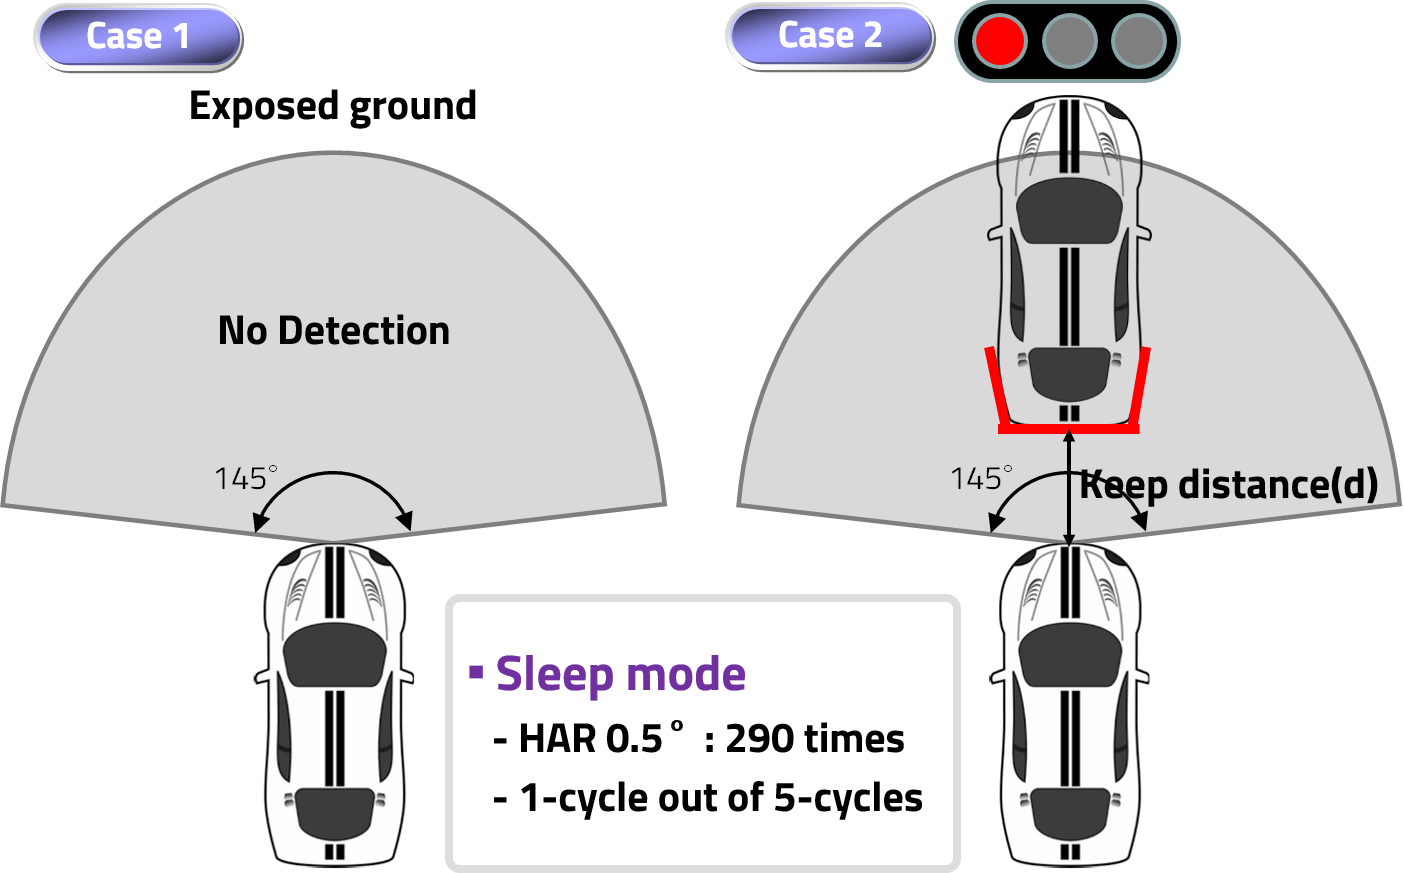 Case 1
Exposed ground
No Detection
145°
Case 2
145°
Keep distance(d)
▪ Sleep mode
- HAR 0.5° : 290 times
- 1-cycle out of 5-cycles